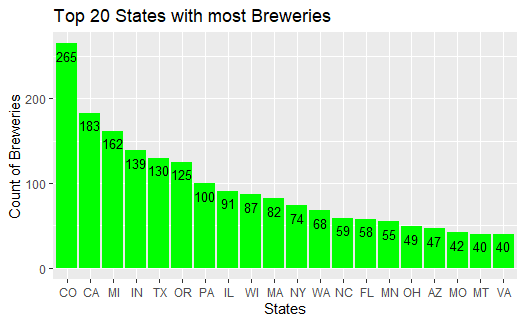 Top 20 States with most Breweries
Count of Breweries
200
100
0
265 183 162 139 130 125 100 91 87 82 74 68 59 58 55 49 47 42 40 40
CO CA MI IN TX OR PA IL WI MA NY WA NC FL MN OH AZ MO MT VA
States